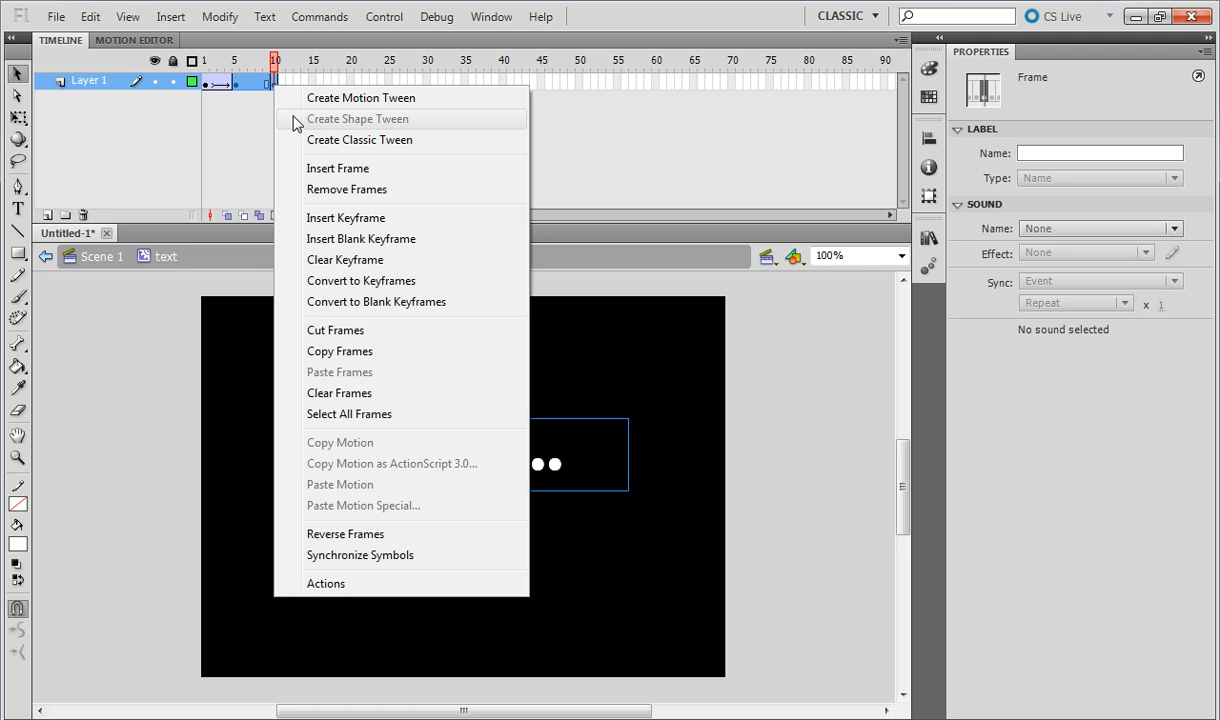 Fl File Edit View Insert Modify Text Commands Control Debug Window Help CLASSIC CS Live
TIMELINE MOTION EDITOR
1 5 10 15 20 25 30 35 40 45 50 55 60 65 70 75 80 85 90
Layer 1
Create Motion Tween
Create Shape Tween
Create Classic Tween
Insert Frame
Remove Frames
Insert Keyframe
Insert Blank Keyframe
Clear Keyframe
Convert to Keyframes
Convert to Blank Keyframes
Cut Frames
Copy Frames
Paste Frames
Clear Frames
Select All Frames
Copy Motion
Copy Motion as ActionScript 3.0...
Paste Motion
Paste Motion Special...
Reverse Frames
Synchronize Symbols
Actions
Untitled-1*
Scene 1 text 100%
T
PROPERTIES
Frame
LABEL
Name:
Type: Name
SOUND
Name: None
Effect: None
Sync: Event
Repeat x 1
No sound selected